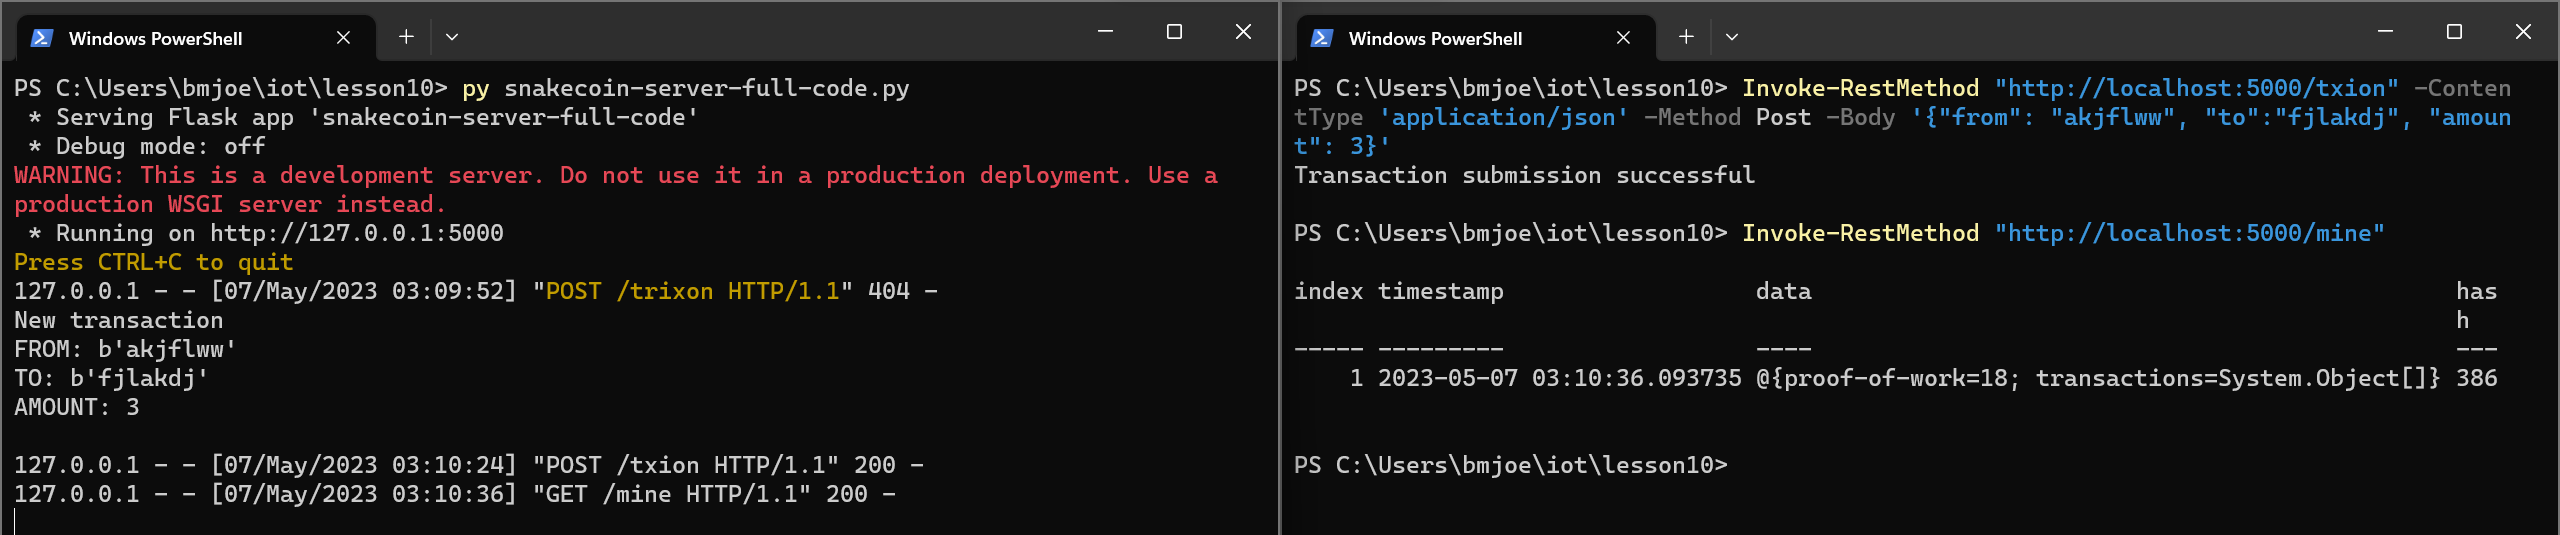 Windows PowerShell
PS C:\Users\bmjoe\iot\lesson10> py snakecoin-server-full-code.py
 * Serving Flask app 'snakecoin-server-full-code'
 * Debug mode: off
WARNING: This is a development server. Do not use it in a production deployment. Use a
production WSGI server instead.
 * Running on http://127.0.0.1:5000
Press CTRL+C to quit
127.0.0.1 - - [07/May/2023 03:09:52] "POST /trixon HTTP/1.1" 404 -
New transaction
FROM: b'akjflww'
TO: b'fjlakdj'
AMOUNT: 3
127.0.0.1 - - [07/May/2023 03:10:24] "POST /txion HTTP/1.1" 200 -
127.0.0.1 - - [07/May/2023 03:10:36] "GET /mine HTTP/1.1" 200 -
Windows PowerShell
PS C:\Users\bmjoe\iot\lesson10> Invoke-RestMethod "http://localhost:5000/txion" -Conten
tType 'application/json' -Method Post -Body '{"from": "akjflww", "to":"fjlakdj", "amoun
t": 3}'
Transaction submission successful
PS C:\Users\bmjoe\iot\lesson10> Invoke-RestMethod "http://localhost:5000/mine"
index timestamp                  data                                              has
                                                                                   h
----- ---------                  ----                                              ---
    1 2023-05-07 03:10:36.093735 @{proof-of-work=18; transactions=System.Object[]} 386
PS C:\Users\bmjoe\iot\lesson10>